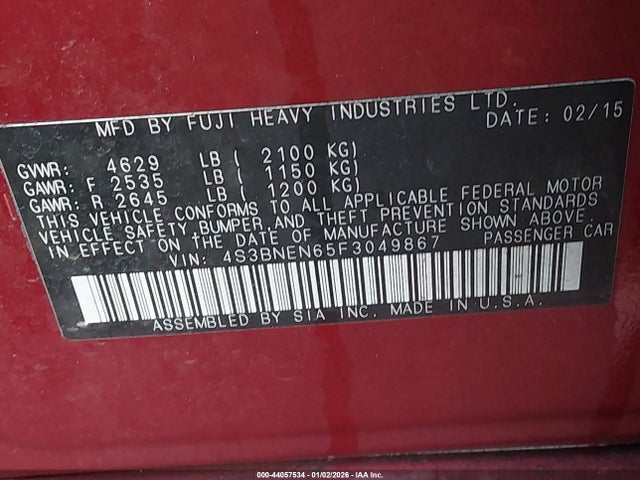 MFD BY FUJI HEAVY INDUSTRIES LTD.
DATE: 02/15
GVWR: 4629 LB ( 2100 KG)
GAWR: F 2535 LB ( 1150 KG)
GAWR: R 2645 LB ( 1200 KG)
THIS VEHICLE CONFORMS TO ALL APPLICABLE FEDERAL MOTOR
VEHICLE SAFETY, BUMPER, AND THEFT PREVENTION STANDARDS
IN EFFECT ON THE DATE OF MANUFACTURE SHOWN ABOVE.
VIN: 4S3BNEN65F3049867 PASSENGER CAR
ASSEMBLED BY SIA INC. MADE IN U.S.A.
000-44057534 - 01/02/2026 - IAA Inc.